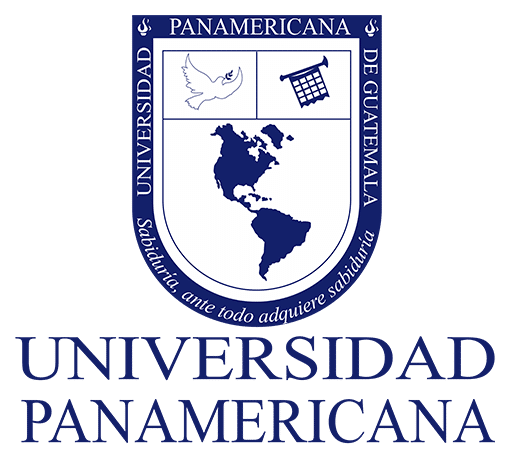 UNIVERSIDAD
PANAMERICANA
DE GUATEMALA
Sabiduría, ante todo adquiere sabiduría
UNIVERSIDAD
PANAMERICANA